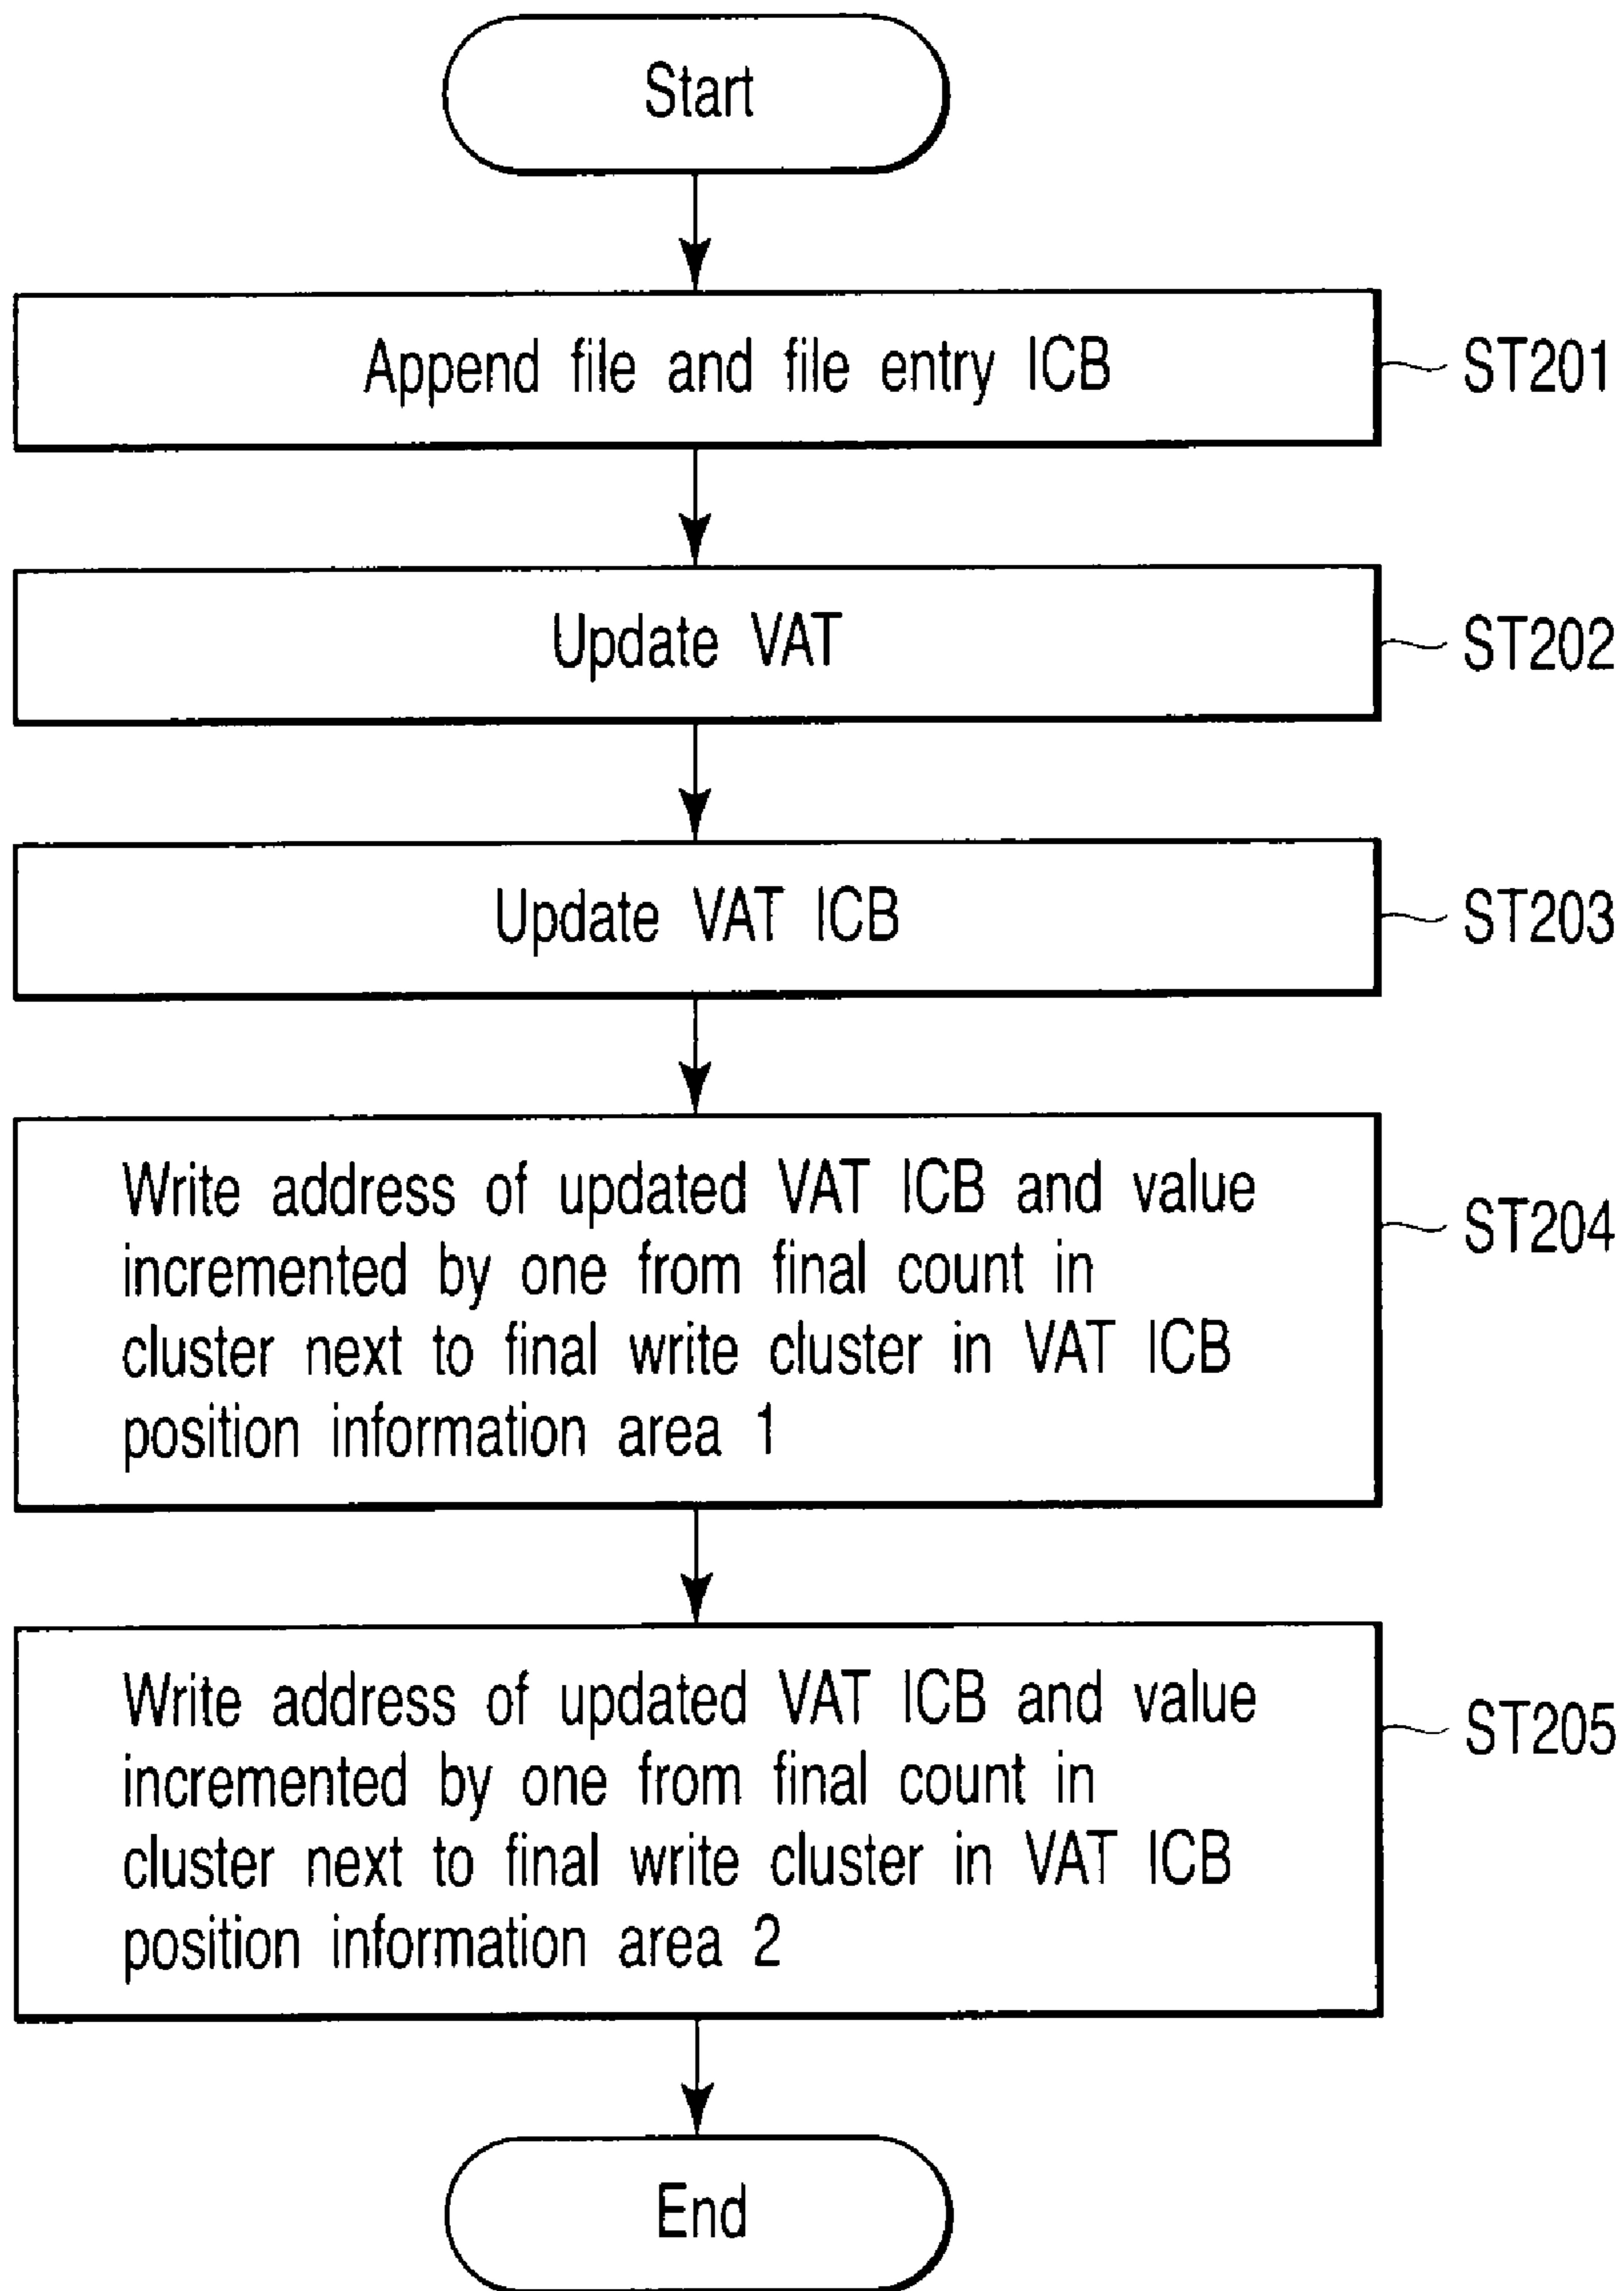 Start
Append file and file entry ICB
ST201
Update VAT
ST202
Update VAT ICB
ST203
Write address of updated VAT ICB and value
incremented by one from final count in
cluster next to final write cluster in VAT ICB
position information area 1
ST204
Write address of updated VAT ICB and value
incremented by one from final count in
cluster next to final write cluster in VAT ICB
position information area 2
ST205
End